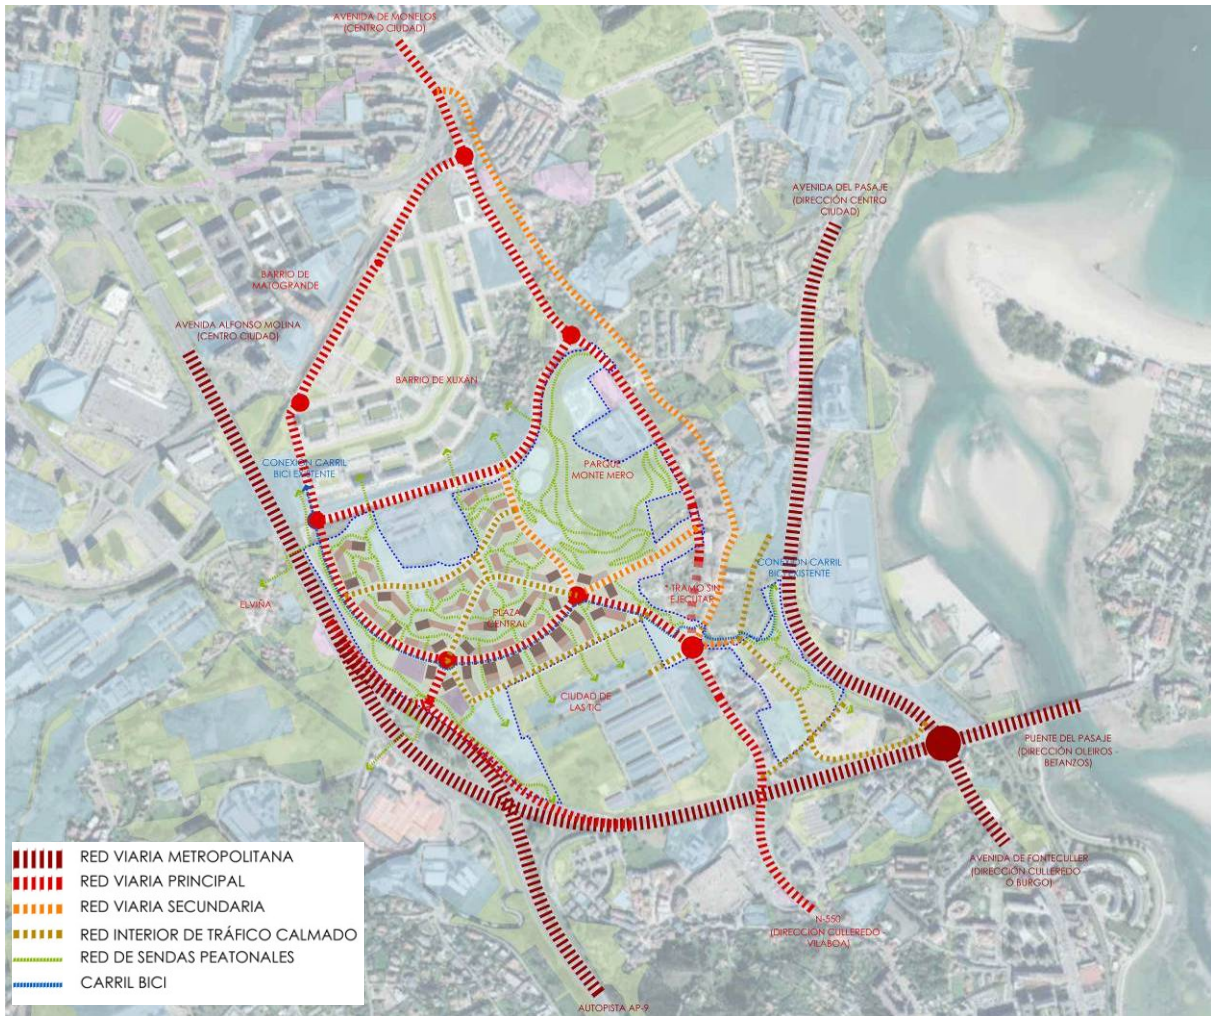 AVENIDA DE MONELOS
(CENTRO CIUDAD)
AVENIDA DEL PASAJE
(DIRECCIÓN CENTRO
CIUDAD)
BARRIO DE
MATOGRANDE
AVENIDA ALFONSO MOLINA
(CENTRO CIUDAD)
BARRIO DE XUXÁN
CONEXIÓN CARRIL
BICI EXISTENTE
PARQUE
MONTE MERO
CONEXIÓN CARRIL
BICI EXISTENTE
* TRAMO SIN
EJECUTAR
ELVIÑA
PLAZA
CENTRAL
CIUDAD DE
LAS TIC
PUENTE DEL PASAJE
(DIRECCIÓN OLEIROS -
BETANZOS)
AVENIDA DE FONTECULLER
(DIRECCIÓN CULLEREDO
O BURGO)
N-550
(DIRECCIÓN CULLEREDO -
VILABOA)
AUTOPISTA AP-9
RED VIARIA METROPOLITANA
RED VIARIA PRINCIPAL
RED VIARIA SECUNDARIA
RED INTERIOR DE TRÁFICO CALMADO
RED DE SENDAS PEATONALES
CARRIL BICI